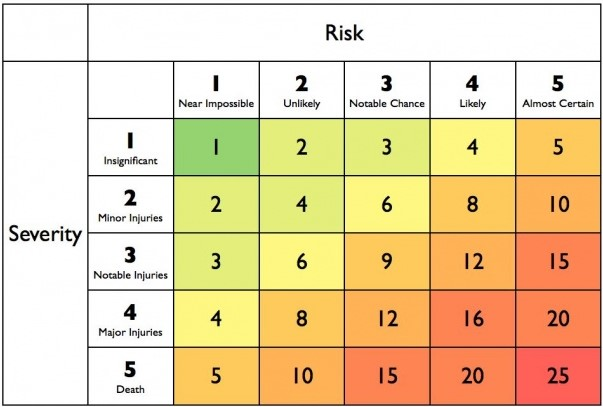 Risk
1 2 3 4 5
Near Impossible Unlikely Notable Chance Likely Almost Certain
Severity
1
Insignificant
1 2 3 4 5
2
Minor Injuries
2 4 6 8 10
3
Notable Injuries
3 6 9 12 15
4
Major Injuries
4 8 12 16 20
5
Death
5 10 15 20 25